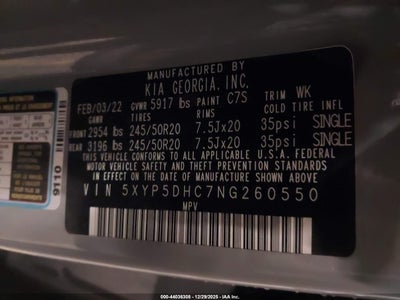 MANUFACTURED BY
KIA GEORGIA, INC.
FEB/03/22 GVWR 5917 lbs PAINT C7S TRIM WK
GAWR TIRES RIMS COLD TIRE INFL
FRONT 2954 lbs 245/50R20 7.5Jx20 35psi SINGLE
REAR 3196 lbs 245/50R20 7.5Jx20 35psi SINGLE
THIS VEHICLE CONFORMS TO ALL APPLICABLE U.S.A. FEDERAL
MOTOR VEHICLE SAFETY AND THEFT PREVENTION STANDARDS
IN EFFECT ON THE DATE OF MANUFACTURE SHOWN ABOVE.
VIN 5XYP5DHC7NG260550
MPV
9110
000-44036308 - 12/29/2025 - IAA Inc.